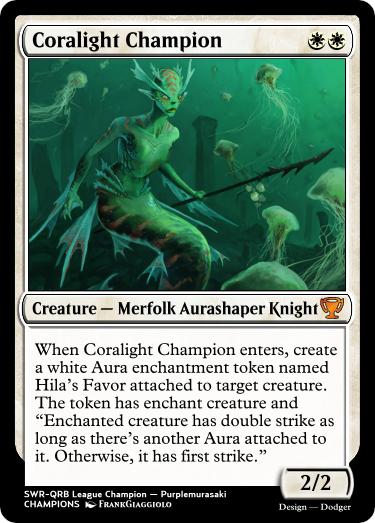 Coralight Champion
Creature — Merfolk Aurashaper Knight
When Coralight Champion enters, create
a white Aura enchantment token named
Hila's Favor attached to target creature.
The token has enchant creature and
“Enchanted creature has double strike as
long as there's another Aura attached to
it. Otherwise, it has first strike.”
2/2
SWR-QRB League Champion — Purplemurasaki
CHAMPIONS FrankGiaggiolo
Design — Dodger